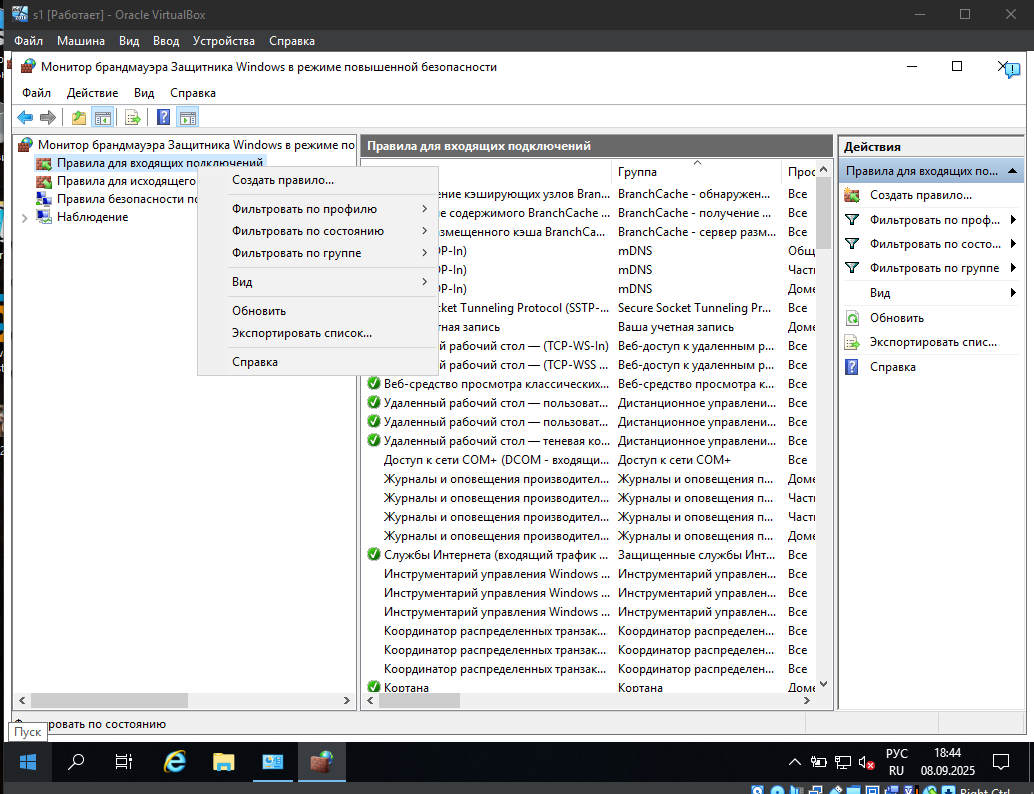 s1 [Работает] - Oracle VirtualBox
Файл Машина Вид Ввод Устройства Справка
Монитор брандмауэра Защитника Windows в режиме повышенной безопасности
Файл Действие Вид Справка
Монитор брандмауэра Защитника Windows в режиме по
Правила для входящих подключений
Правила для исходящего
Правила безопасности по
Наблюдение
Создать правило...
Фильтровать по профилю
Фильтровать по состоянию
Фильтровать по группе
Вид
Обновить
Экспортировать список...
Справка
Правила для входящих подключений
Группа Проф
ение кэширующих узлов Bran... BranchCache - обнаружен... Все
ие содержимого BranchCache ... BranchCache - получение ... Все
змещенного кэша BranchCa... BranchCache - сервер разм... Все
DP-In) mDNS Общ
DP-In) mDNS Часть
DP-In) mDNS Доме
cket Tunneling Protocol (SSTP-... Secure Socket Tunneling Pr... Все
тная запись Ваша учетная запись Доме
ый рабочий стол — (TCP-WS-In) Веб-доступ к удаленным р... Все
ый рабочий стол — (TCP-WSS ... Веб-доступ к удаленным р... Все
Веб-средство просмотра классических... Веб-средство просмотра к... Все
Удаленный рабочий стол — пользоват... Дистанционное управлени... Все
Удаленный рабочий стол — пользоват... Дистанционное управлени... Все
Удаленный рабочий стол — теневая ко... Дистанционное управлени... Все
Доступ к сети COM+ (DCOM - входящи... Доступ к сети COM+ Все
Журналы и оповещения производител... Журналы и оповещения п... Доме
Журналы и оповещения производител... Журналы и оповещения п... Част
Журналы и оповещения производител... Журналы и оповещения п... Част
Журналы и оповещения производител... Журналы и оповещения п... Доме
Службы Интернета (входящий трафик ... Защищенные службы Инт... Все
Инструментарий управления Windows ... Инструментарий управлен... Все
Инструментарий управления Windows ... Инструментарий управлен... Все
Инструментарий управления Windows ... Инструментарий управлен... Все
Координатор распределенных транзак... Координатор распределен... Все
Координатор распределенных транзак... Координатор распределен... Все
Координатор распределенных транзак... Координатор распределен... Все
Кортана Кортана Доме
Действия
Правила для входящих по...
Создать правило...
Фильтровать по проф...
Фильтровать по состо...
Фильтровать по группе
Вид
Обновить
Экспортировать спис...
Справка
ровать по состоянию
Пуск
РУС
RU
18:44
08.09.2025
Right Ctrl